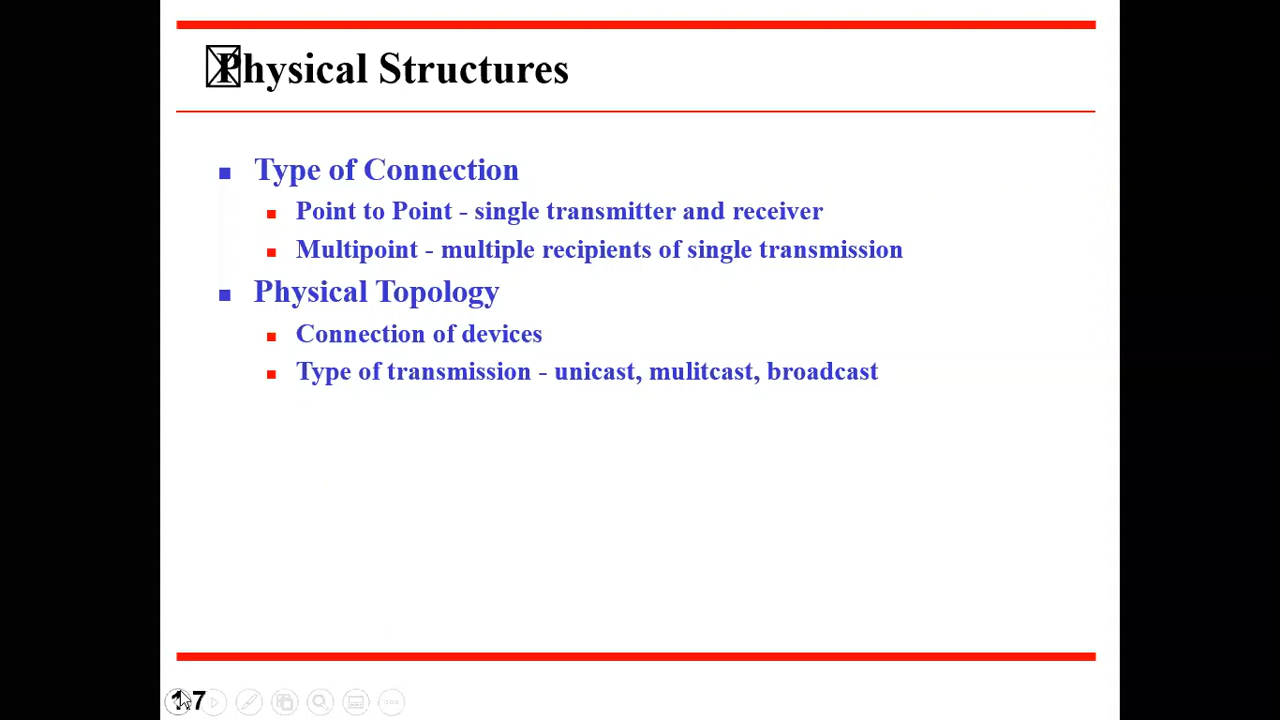 Physical Structures
Type of Connection
Point to Point - single transmitter and receiver
Multipoint - multiple recipients of single transmission
Physical Topology
Connection of devices
Type of transmission - unicast, mulitcast, broadcast